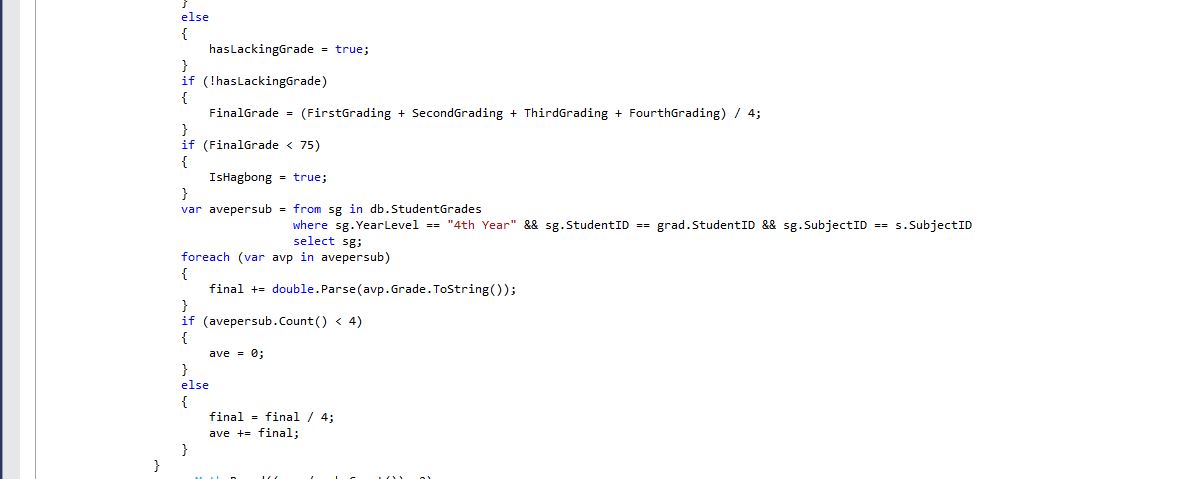 }
else
{
hasLackingGrade = true;
}
if (!hasLackingGrade)
{
FinalGrade = (FirstGrading + SecondGrading + ThirdGrading + FourthGrading) / 4;
}
if (FinalGrade < 75)
{
IsHagbong = true;
}
var avepersub = from sg in db.StudentGrades
where sg.YearLevel == "4th Year" && sg.StudentID == grad.StudentID && sg.SubjectID == s.SubjectID
select sg;
foreach (var avp in avepersub)
{
final += double.Parse(avp.Grade.ToString());
}
if (avepersub.Count() < 4)
{
ave = 0;
}
else
{
final = final / 4;
ave += final;
}
}